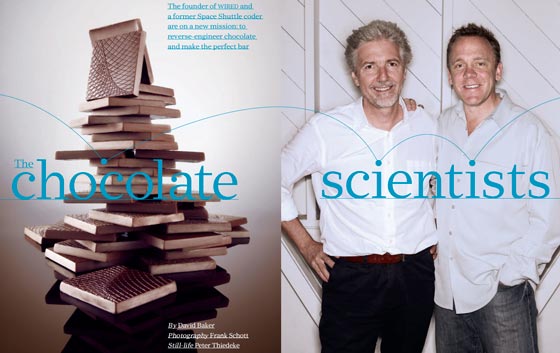 The founder of WIRED and
a former Space Shuttle coder
are on a new mission: to
reverse-engineer chocolate
and make the perfect bar
The
chocolate scientists
By David Baker
Photography Frank Schott
Still-life Peter Thiedeke